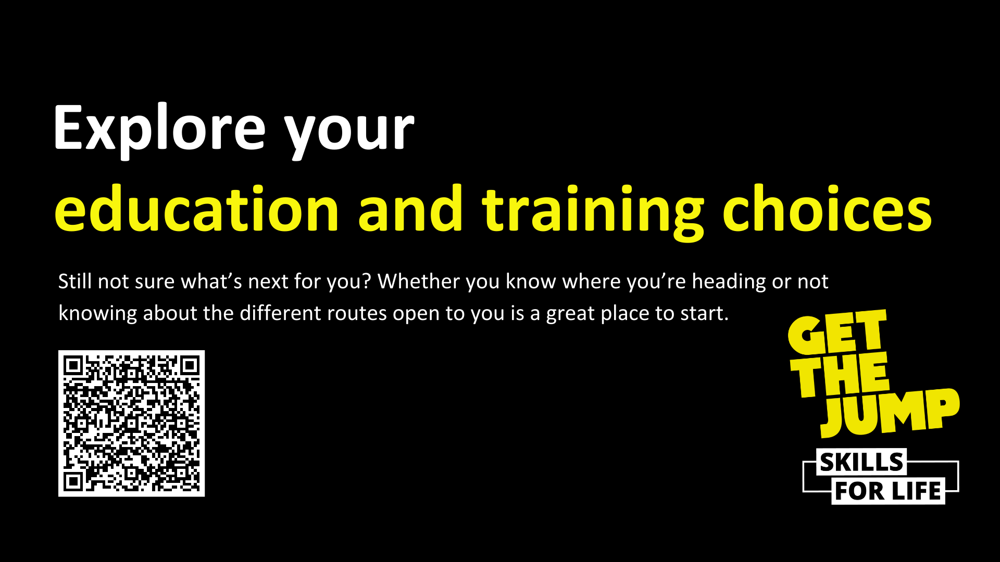 Explore your
education and training choices
Still not sure what’s next for you? Whether you know where you’re heading or not
knowing about the different routes open to you is a great place to start.
GET
THE
JUMP
SKILLS
FOR LIFE